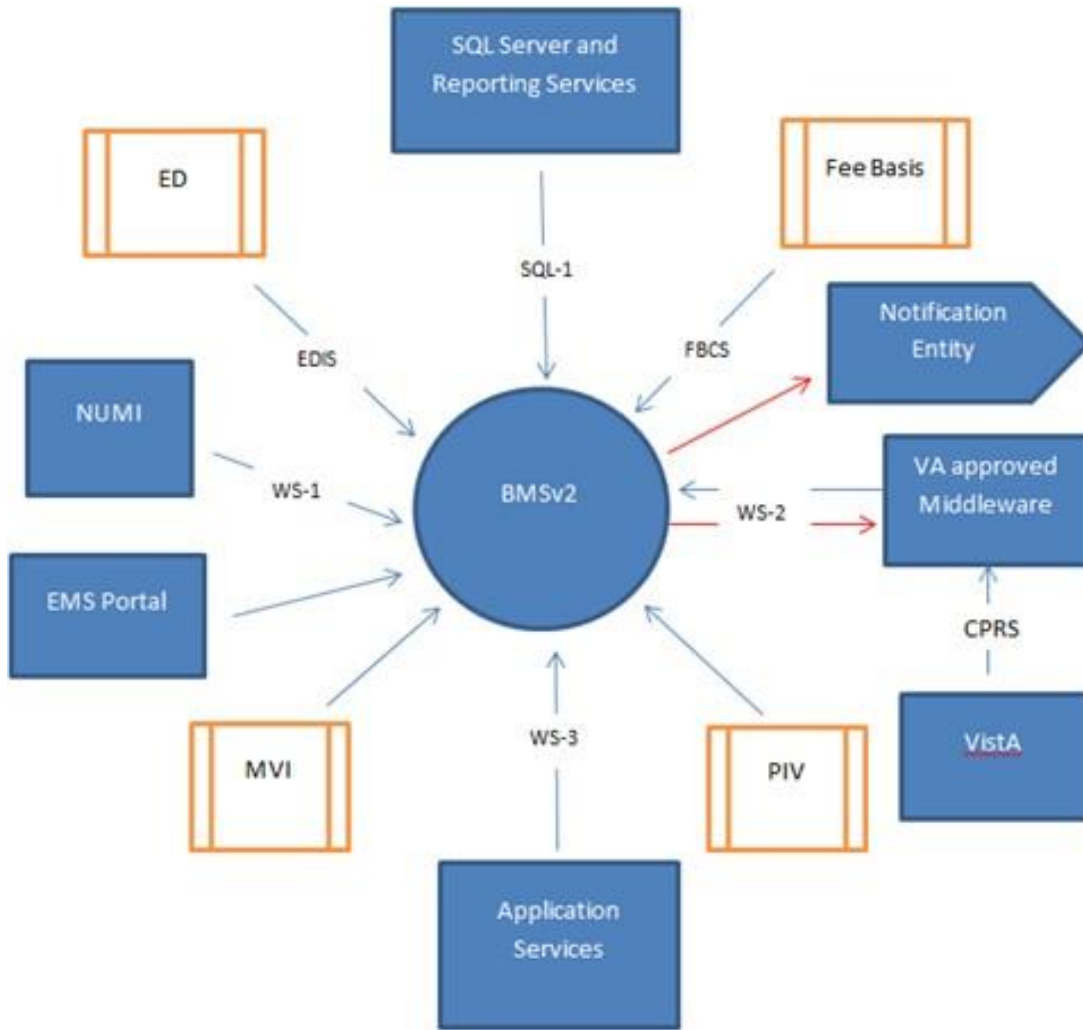 SQL Server and
Reporting Services
ED
Fee Basis
SQL-1
EDIS
FBCS
Notification
Entity
NUMI
WS-1
BMSv2
VA approved
Middleware
WS-2
EMS Portal
CPRS
MVI
WS-3
PIV
VistA
Application
Services